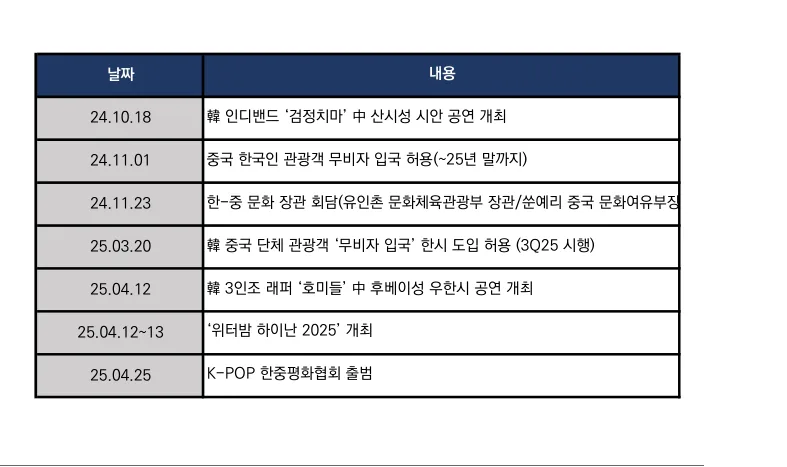 날짜 내용
24.10.18 韓 인디밴드 ‘검정치마’ 中 산시성 시안 공연 개최
24.11.01 중국 한국인 관광객 무비자 입국 허용(~25년 말까지)
24.11.23 한-중 문화 장관 회담(유인촌 문화체육관광부 장관/쑨예리 중국 문화여유부장
25.03.20 韓 중국 단체 관광객 ‘무비자 입국’ 한시 도입 허용 (3Q25 시행)
25.04.12 韓 3인조 래퍼 ‘호미들’ 中 후베이성 우한시 공연 개최
25.04.12~13 ‘위터밤 하이난 2025’ 개최
25.04.25 K-POP 한중평화협회 출범